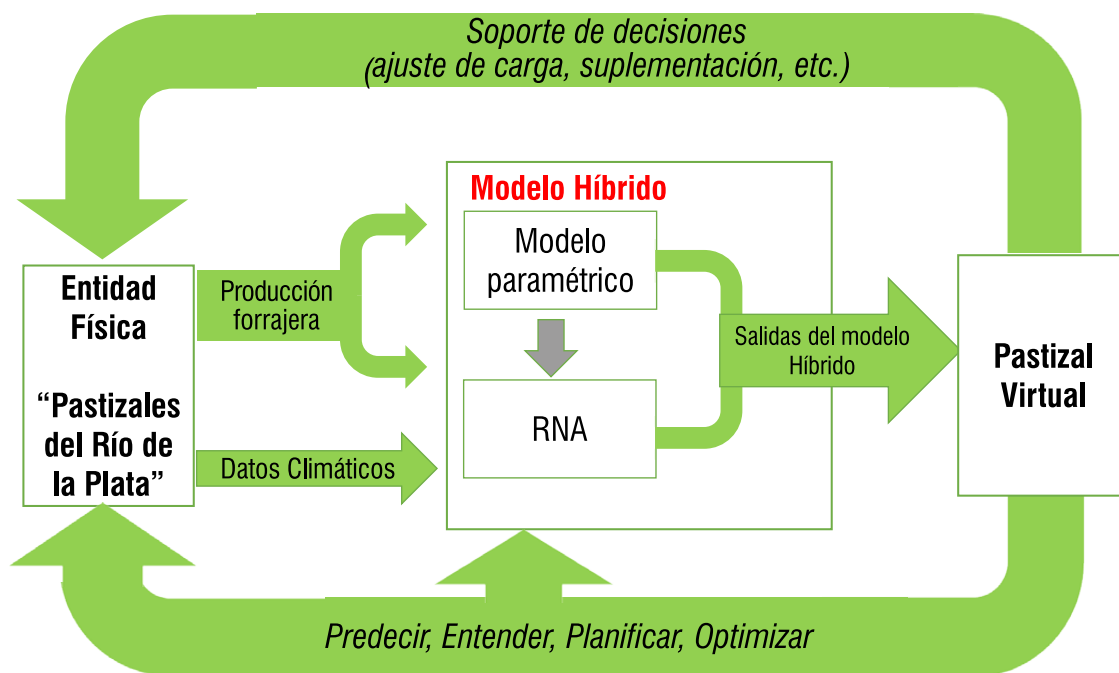 Soporte de decisiones
(ajuste de carga, suplementación, etc.)
Modelo Híbrido
Modelo
paramétrico
Entidad
Física
“Pastizales
del Río de
la Plata”
Producción
forrajera
Datos Climáticos
RNA
Salidas del modelo
Híbrido
Pastizal
Virtual
Predecir, Entender, Planificar, Optimizar